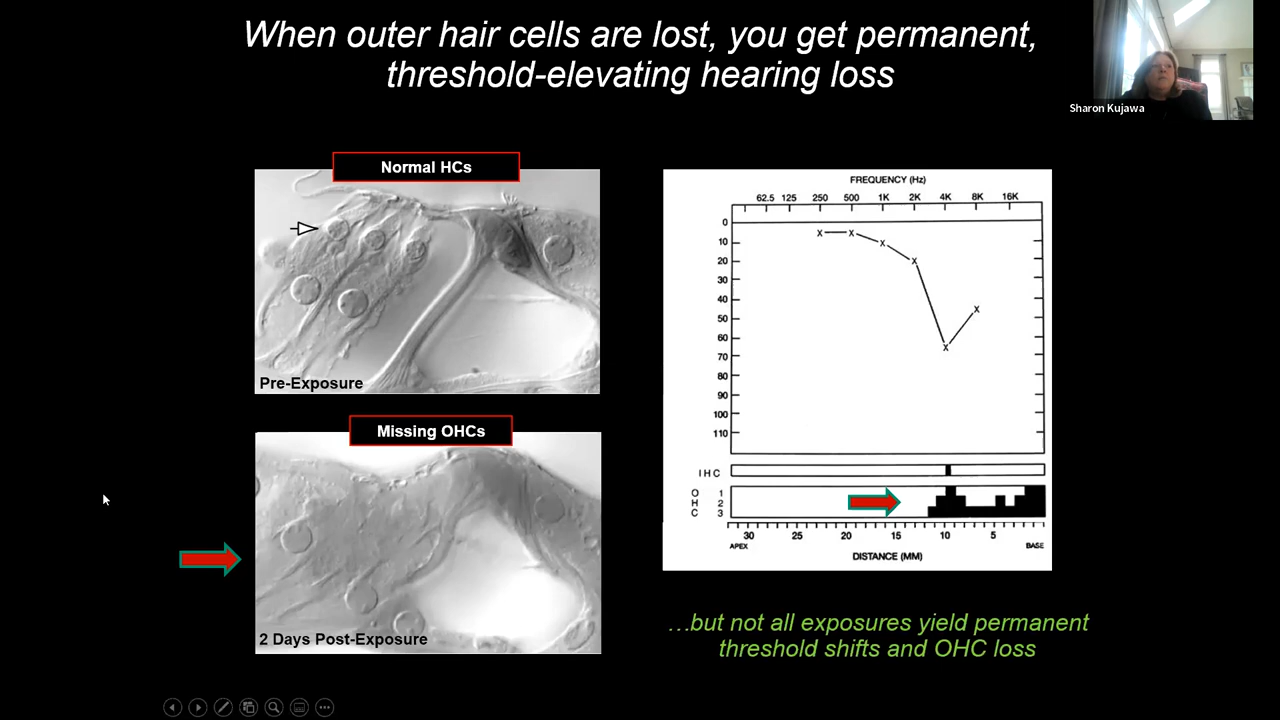 When outer hair cells are lost, you get permanent,
threshold-elevating hearing loss
Sharon Kujawa
Normal HCs
Pre-Exposure
Missing OHCs
2 Days Post-Exposure
FREQUENCY (Hz)
62.5 125 250 500 1K 2K 4K 8K 16K
0
10
20
30
40
50
60
70
80
90
100
110
X X X X X X
IHC
O 1
H 2
C 3
30 25 20 15 10 5
APEX BASE
DISTANCE (MM)
…but not all exposures yield permanent
threshold shifts and OHC loss